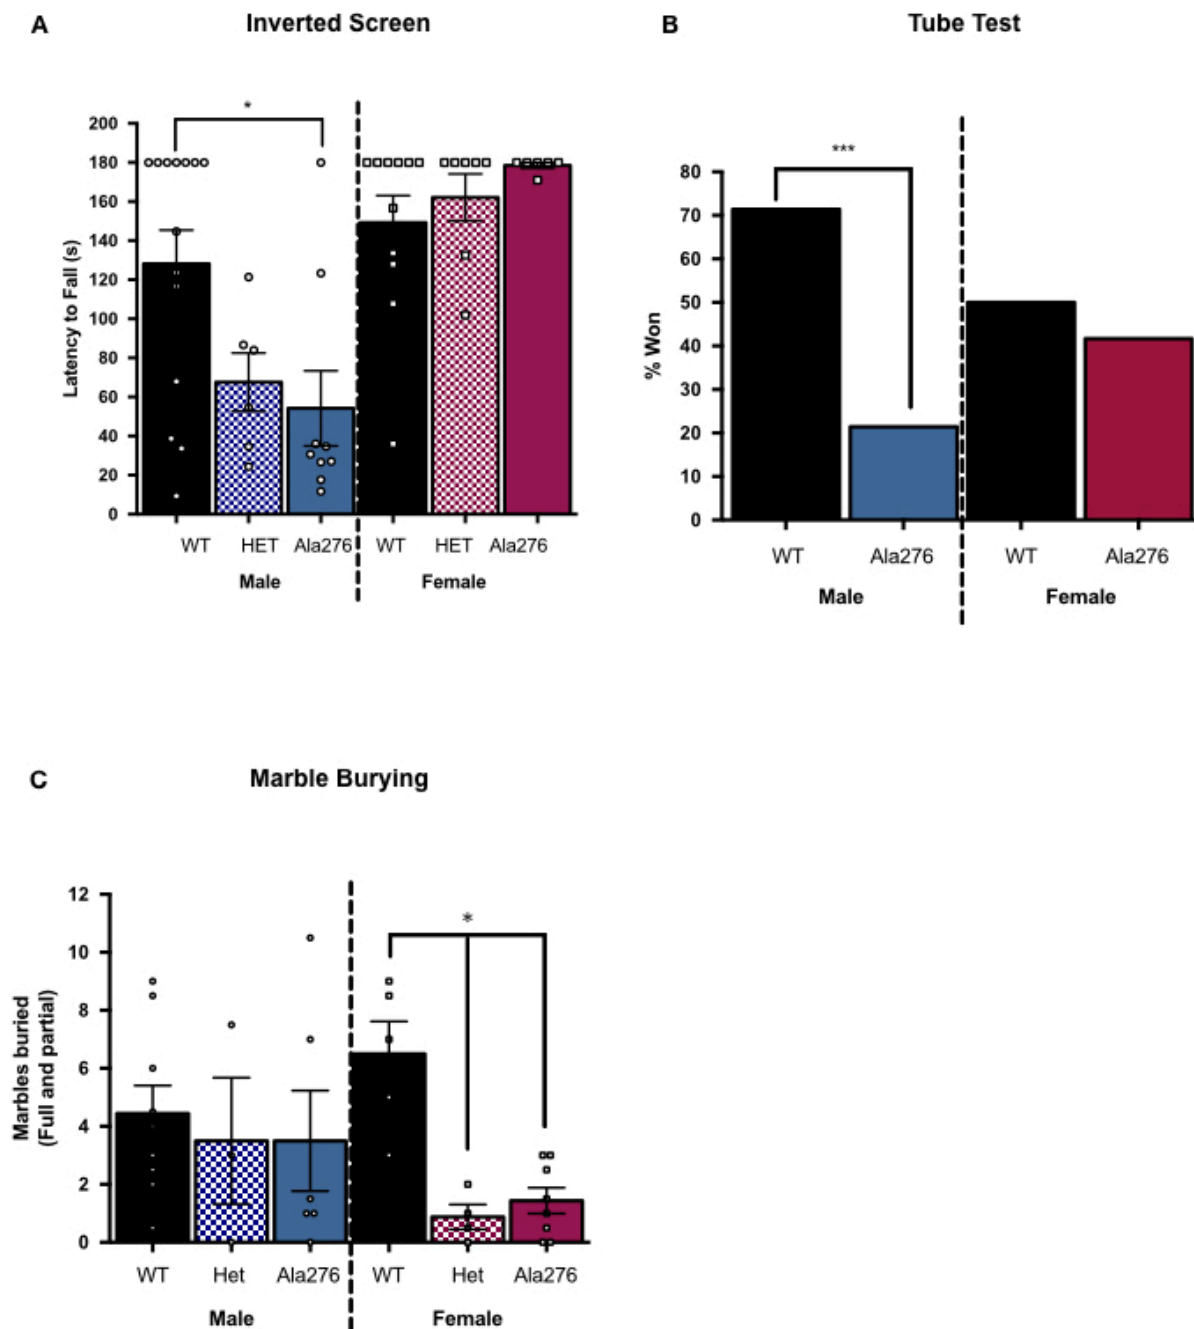 A
Inverted Screen
*
Latency to Fall (s)
200
180
160
140
120
100
80
60
40
20
0
WT HET Ala276 WT HET Ala276
Male Female
B
Tube Test
***
% Won
80
70
60
50
40
30
20
10
0
WT Ala276 WT Ala276
Male Female
C
Marble Burying
*
Marbles buried
(Full and partial)
12
10
8
6
4
2
0
WT Het Ala276 WT Het Ala276
Male Female